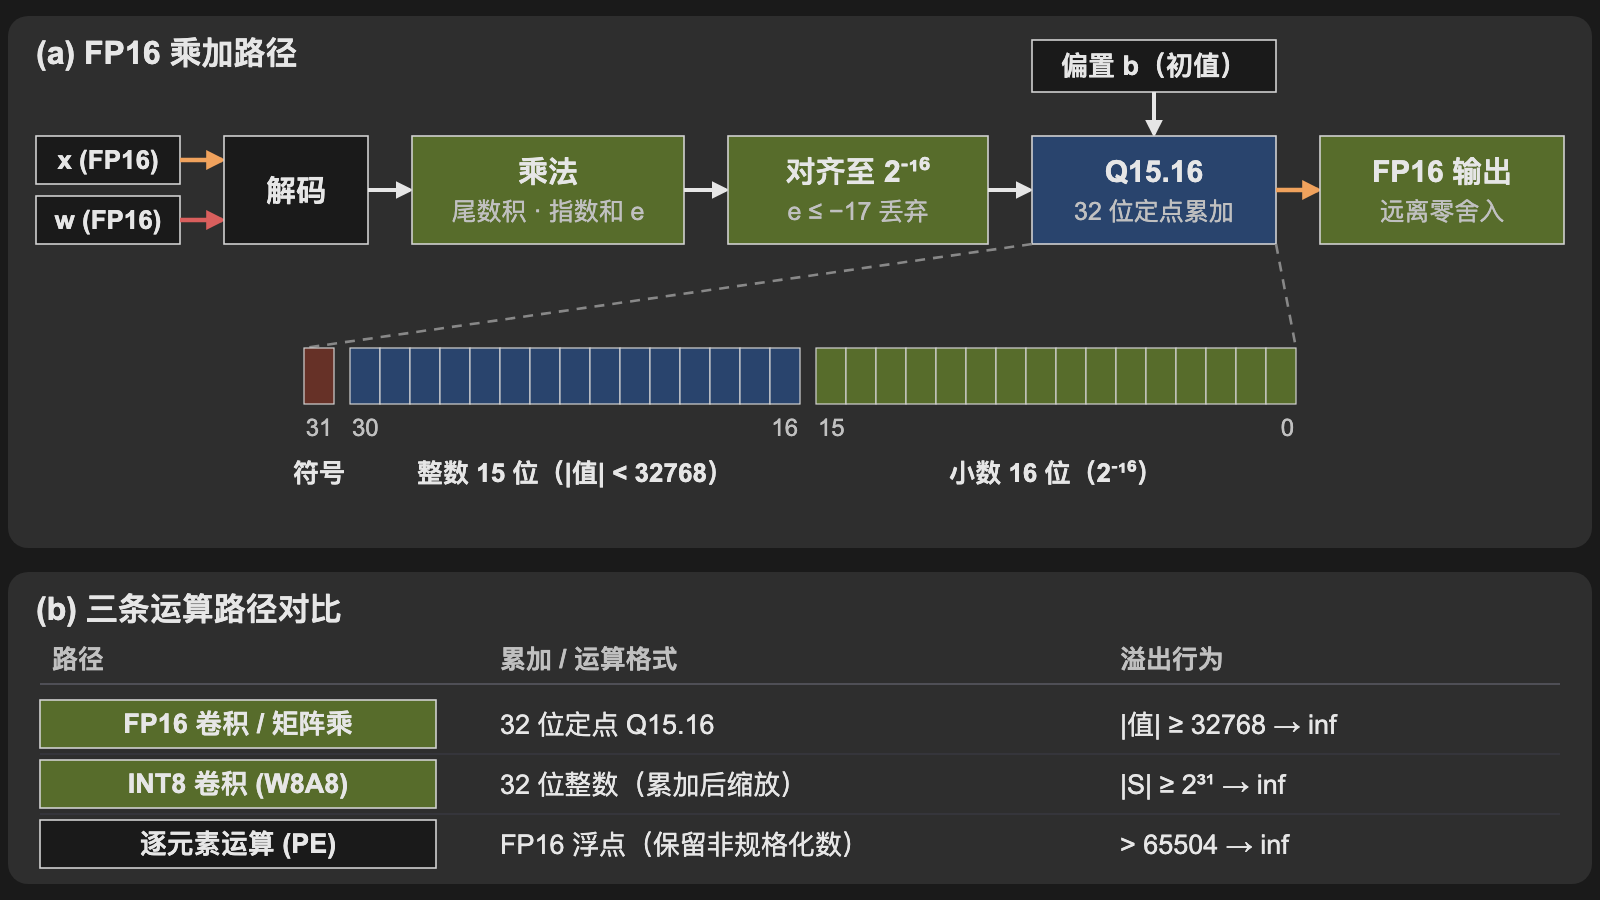 (a) FP16 乘加路径
偏置 b（初值）
x (FP16)
w (FP16)
解码
乘法
尾数积 · 指数和 e
对齐至 2⁻¹⁶
e ≤ −17 丢弃
Q15.16
32 位定点累加
FP16 输出
远离零舍入
31 30 16 15 0
符号 整数 15 位（|值| < 32768） 小数 16 位（2⁻¹⁶）
(b) 三条运算路径对比
路径 累加 / 运算格式 溢出行为
FP16 卷积 / 矩阵乘 32 位定点 Q15.16 |值| ≥ 32768 → inf
INT8 卷积 (W8A8) 32 位整数（累加后缩放） |S| ≥ 2³¹ → inf
逐元素运算 (PE) FP16 浮点（保留非规格化数） > 65504 → inf